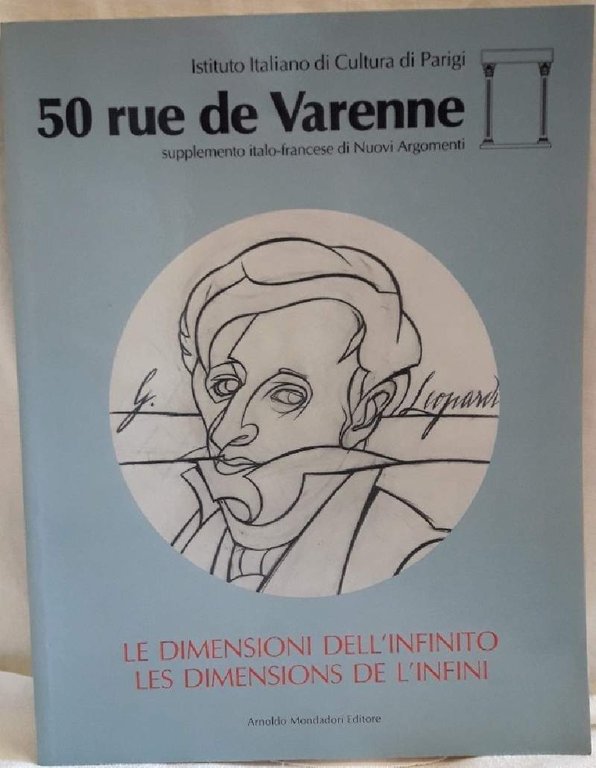 Istituto Italiano di Cultura di Parigi
50 rue de Varenne
supplemento italo-francese di Nuovi Argomenti
G. Leopardi
LE DIMENSIONI DELL'INFINITO
LES DIMENSIONS DE L'INFINI
Arnoldo Mondadori Editore